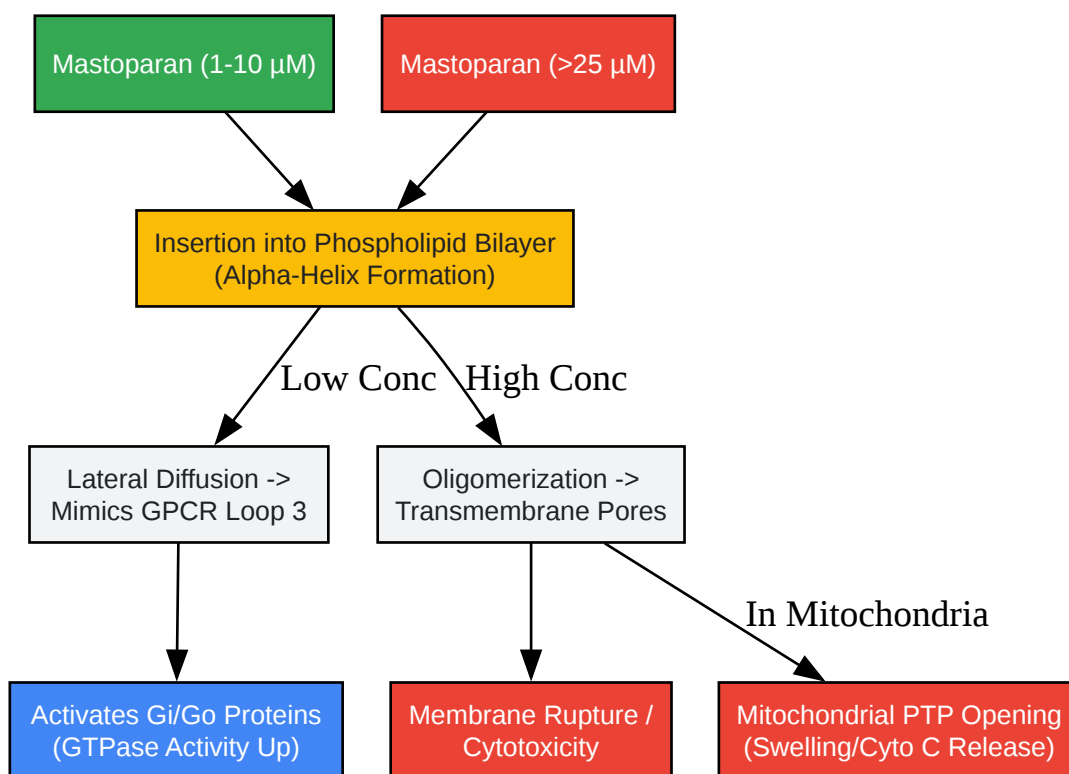 Mastoparan (1-10 µM)
Mastoparan (>25 µM)
Insertion into Phospholipid Bilayer
(Alpha-Helix Formation)
Low Conc
High Conc
Lateral Diffusion ->
Mimics GPCR Loop 3
Oligomerization ->
Transmembrane Pores
In Mitochondria
Activates Gi/Go Proteins
(GTPase Activity Up)
Membrane Rupture /
Cytotoxicity
Mitochondrial PTP Opening
(Swelling/Cyto C Release)